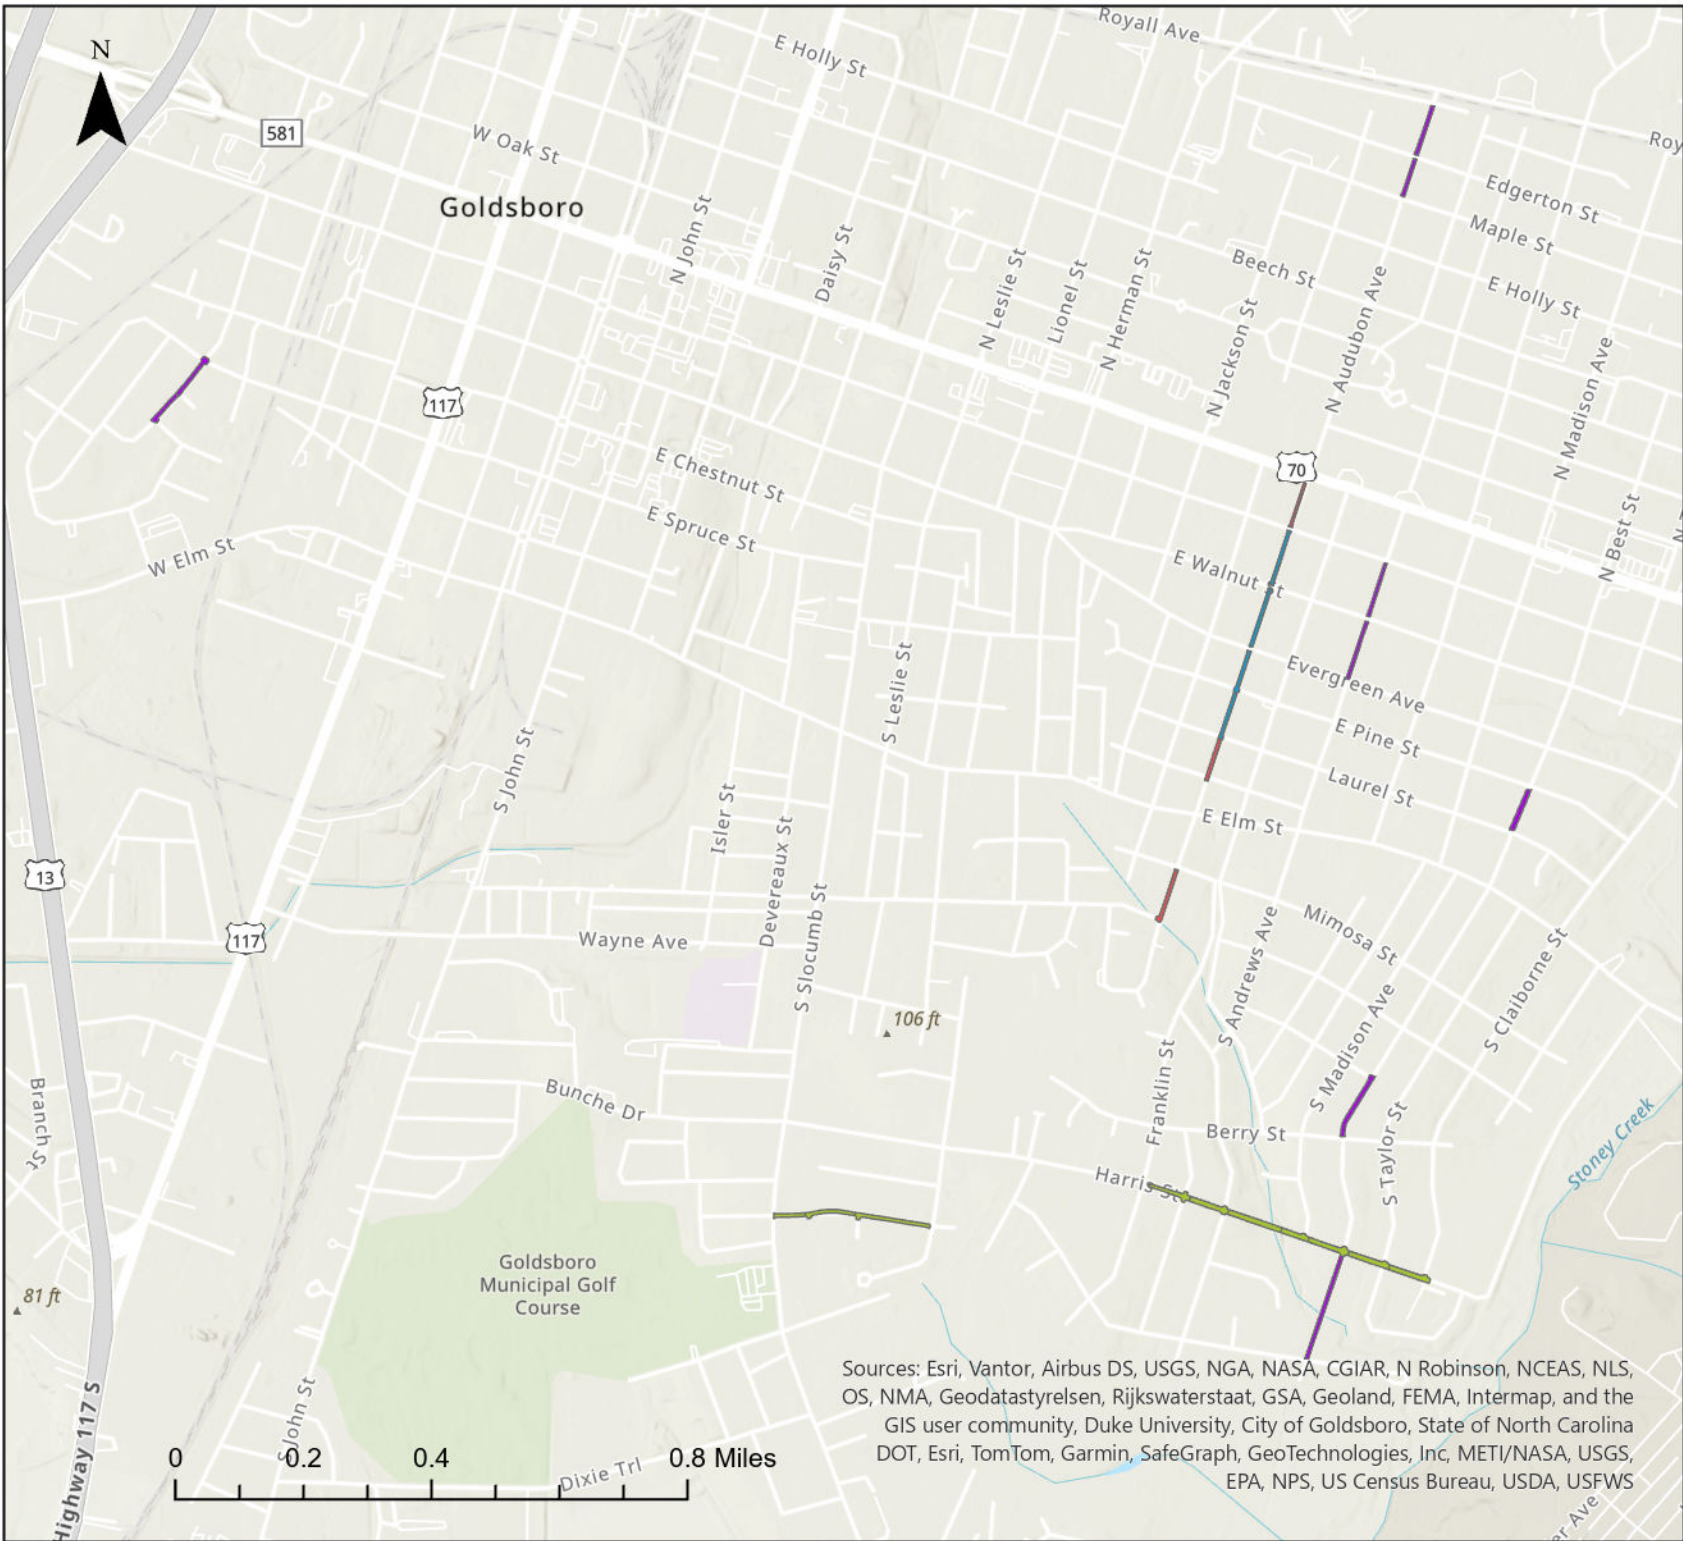 Royall Ave
N
E Holly St
581
W Oak St
Roy
Edgerton St
Goldsboro
Maple St
N John St
Daisy St
Beech St
N Leslie St
Lionel St
N Herman St
E Holly St
N Audubon Ave
N Jackson St
N Madison Ave
117
E Chestnut St
70
E Spruce St
N Best St
N
W Elm St
E Walnut St
Evergreen Ave
S Leslie St
E Pine St
S John St
Laurel St
Isler St
E Elm St
Devereaux St
13
S Slocumb St
117
Wayne Ave
Mimosa St
S Andrews Ave
S Claiborne St
106 ft
S Madison Ave
Franklin St
Branch St
Bunche Dr
Berry St
S Taylor St
Stoney Creek
Harris St
Goldsboro
Municipal Golf
Course
81 ft
Sources: Esri, Vantor, Airbus DS, USGS, NGA, NASA, CGIAR, N Robinson, NCEAS, NLS,
OS, NMA, Geodatastyrelsen, Rijkswaterstaat, GSA, Geoland, FEMA, Intermap, and the
GIS user community, Duke University, City of Goldsboro, State of North Carolina
DOT, Esri, TomTom, Garmin, SafeGraph, GeoTechnologies, Inc, METI/NASA, USGS,
EPA, NPS, US Census Bureau, USDA, USFWS
Highway 117 S
S John St
0 0.2 0.4 0.8 Miles
Dixie Trl
er Ave